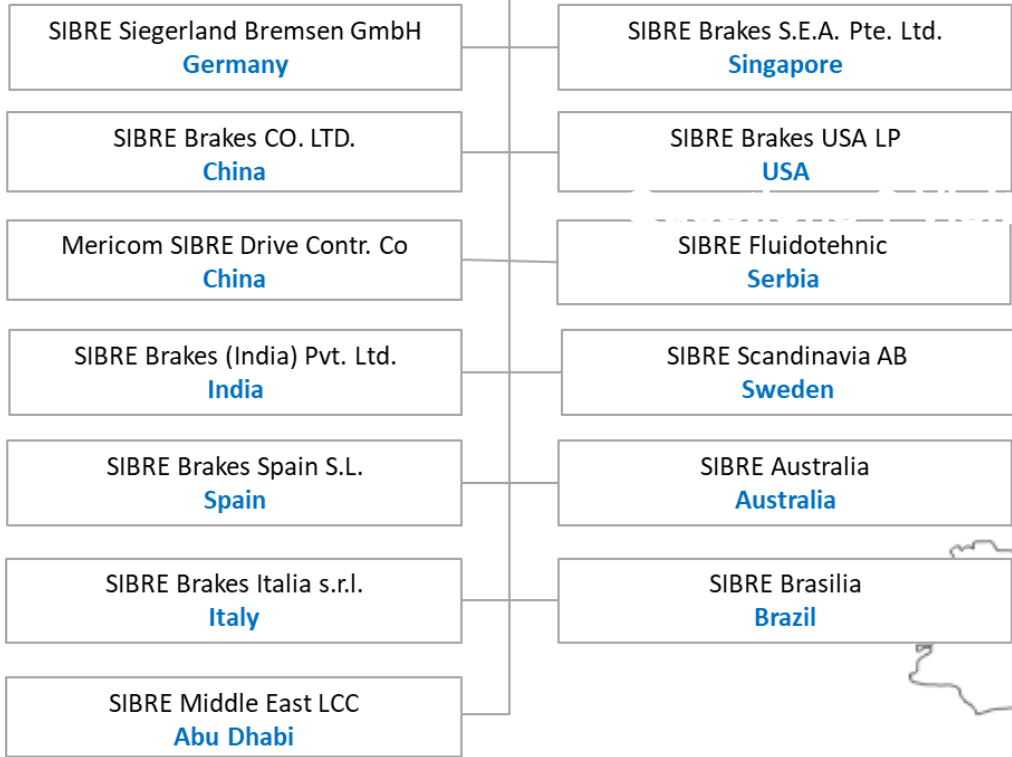 SIBRE Siegerland Bremsen GmbH
Germany
SIBRE Brakes S.E.A. Pte. Ltd.
Singapore
SIBRE Brakes CO. LTD.
China
SIBRE Brakes USA LP
USA
Mericom SIBRE Drive Contr. Co
China
SIBRE Fluidotehnic
Serbia
SIBRE Brakes (India) Pvt. Ltd.
India
SIBRE Scandinavia AB
Sweden
SIBRE Brakes Spain S.L.
Spain
SIBRE Australia
Australia
SIBRE Brakes Italia s.r.l.
Italy
SIBRE Brasilia
Brazil
SIBRE Middle East LCC
Abu Dhabi